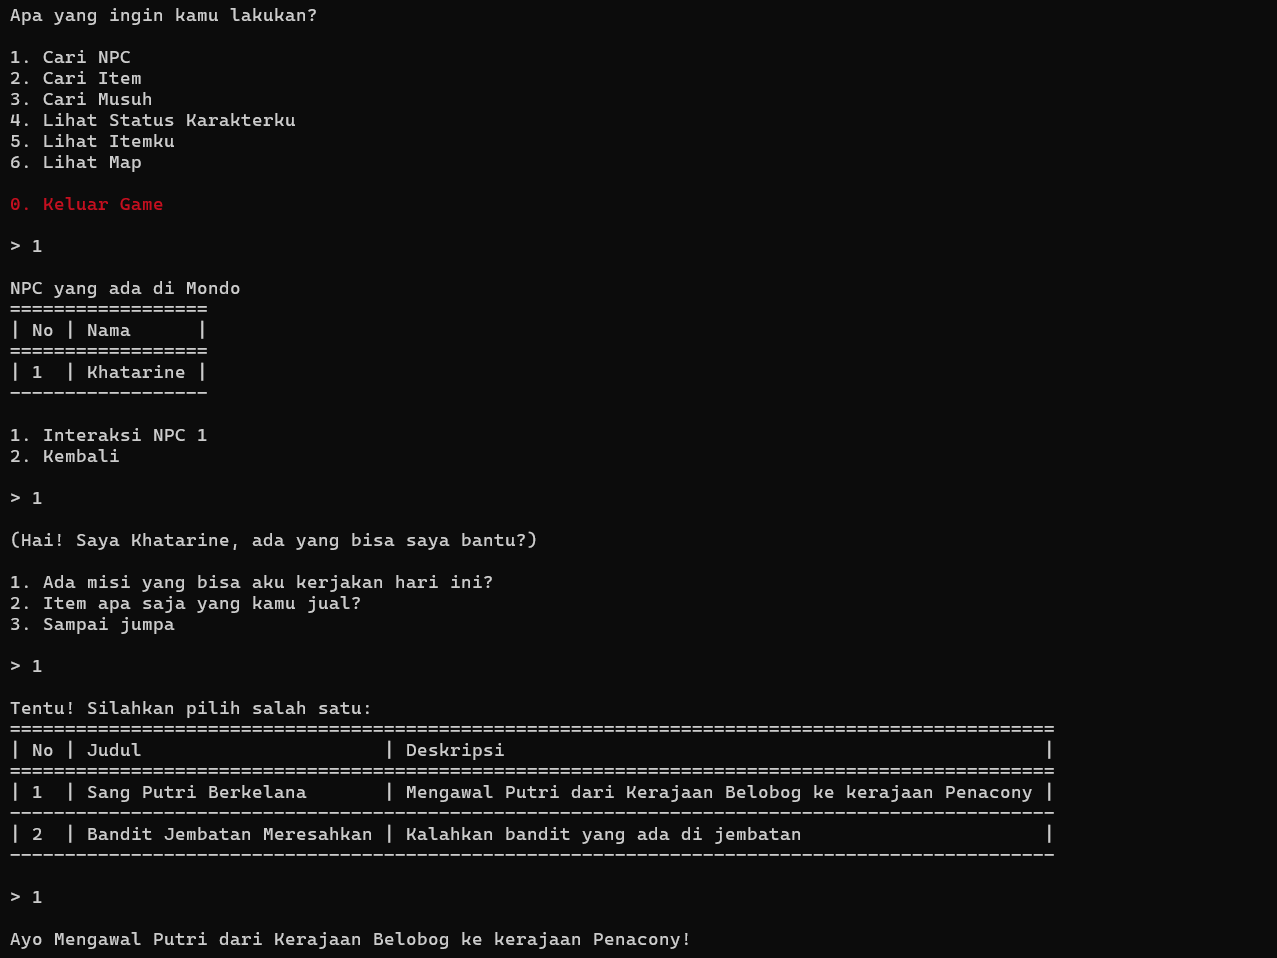 Apa yang ingin kamu lakukan?
1. Cari NPC
2. Cari Item
3. Cari Musuh
4. Lihat Status Karakterku
5. Lihat Itemku
6. Lihat Map
0. Keluar Game
> 1
NPC yang ada di Mondo
==================
| No | Nama      |
==================
| 1  | Khatarine |
------------------
1. Interaksi NPC 1
2. Kembali
> 1
(Hai! Saya Khatarine, ada yang bisa saya bantu?)
1. Ada misi yang bisa aku kerjakan hari ini?
2. Item apa saja yang kamu jual?
3. Sampai jumpa
> 1
Tentu! Silahkan pilih salah satu:
===============================================================================================
| No | Judul                      | Deskripsi                                                 |
===============================================================================================
| 1  | Sang Putri Berkelana       | Mengawal Putri dari Kerajaan Belobog ke kerajaan Penacony |
-----------------------------------------------------------------------------------------------
| 2  | Bandit Jembatan Meresahkan | Kalahkan bandit yang ada di jembatan                      |
-----------------------------------------------------------------------------------------------
> 1
Ayo Mengawal Putri dari Kerajaan Belobog ke kerajaan Penacony!